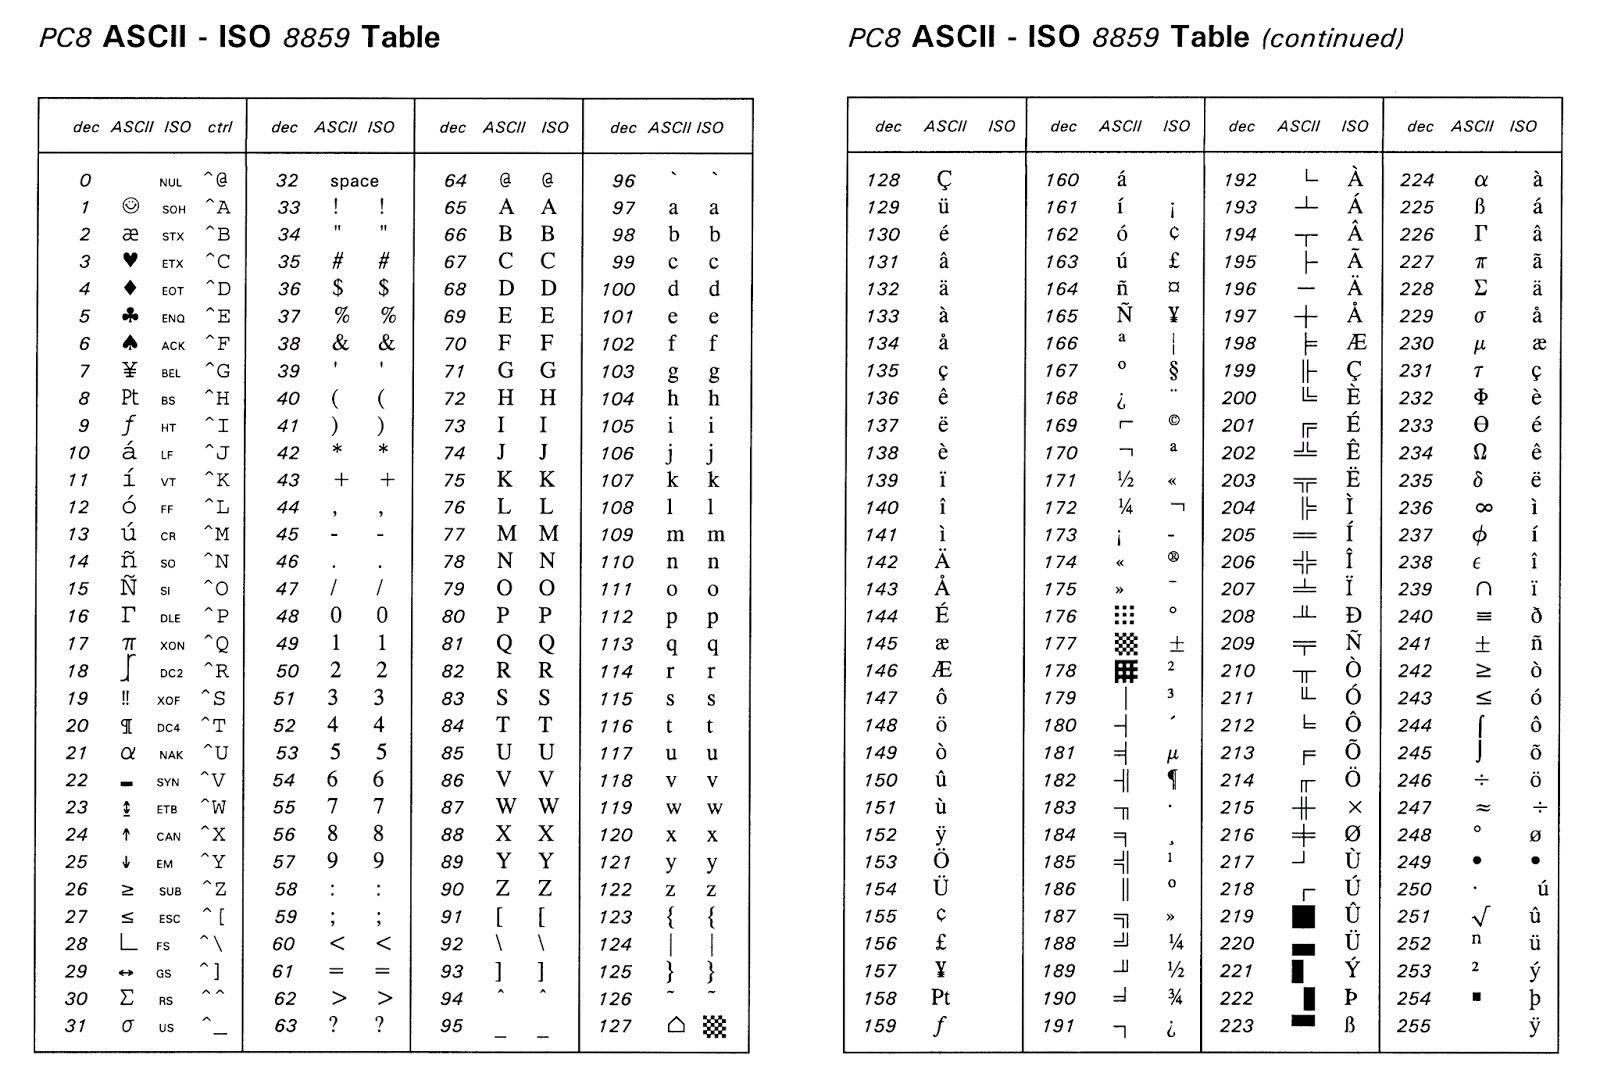 PC8 ASCII - ISO 8859 Table
dec ASCII ISO ctrl dec ASCII ISO dec ASCII ISO dec ASCII ISO
0 NUL ^@ 32 space 64 @ @ 96 ` `
1 ☺ SOH ^A 33 ! ! 65 A A 97 a a
2 æ STX ^B 34 " " 66 B B 98 b b
3 ♥ ETX ^C 35 # # 67 C C 99 c c
4 ♦ EOT ^D 36 $ $ 68 D D 100 d d
5 ♣ ENQ ^E 37 % % 69 E E 101 e e
6 ♠ ACK ^F 38 & & 70 F F 102 f f
7 ¥ BEL ^G 39 ' ' 71 G G 103 g g
8 Pt BS ^H 40 ( ( 72 H H 104 h h
9 ƒ HT ^I 41 ) ) 73 I I 105 i i
10 á LF ^J 42 * * 74 J J 106 j j
11 í VT ^K 43 + + 75 K K 107 k k
12 ó FF ^L 44 , , 76 L L 108 l l
13 ú CR ^M 45 - - 77 M M 109 m m
14 ñ SO ^N 46 . . 78 N N 110 n n
15 Ñ SI ^O 47 / / 79 O O 111 o o
16 Γ DLE ^P 48 0 0 80 P P 112 p p
17 π XON ^Q 49 1 1 81 Q Q 113 q q
18 ∫ DC2 ^R 50 2 2 82 R R 114 r r
19 ‼ XOF ^S 51 3 3 83 S S 115 s s
20 ¶ DC4 ^T 52 4 4 84 T T 116 t t
21 α NAK ^U 53 5 5 85 U U 117 u u
22 ▬ SYN ^V 54 6 6 86 V V 118 v v
23 ↨ ETB ^W 55 7 7 87 W W 119 w w
24 ↑ CAN ^X 56 8 8 88 X X 120 x x
25 ↓ EM ^Y 57 9 9 89 Y Y 121 y y
26 ≥ SUB ^Z 58 : : 90 Z Z 122 z z
27 ≤ ESC ^[ 59 ; ; 91 [ [ 123 { {
28 ∟ FS ^\ 60 < < 92 \ \ 124 | |
29 ↔ GS ^] 61 = = 93 ] ] 125 } }
30 Σ RS ^^ 62 > > 94 ^ ^ 126 ~ ~
31 σ US ^_ 63 ? ? 95 _ _ 127 ⌂ ▒
PC8 ASCII - ISO 8859 Table (continued)
dec ASCII ISO dec ASCII ISO dec ASCII ISO dec ASCII ISO
128 Ç 160 á 192 └ À 224 α à
129 ü 161 í ¡ 193 ┴ Á 225 ß á
130 é 162 ó ¢ 194 ┬ Â 226 Γ â
131 â 163 ú £ 195 ├ Ã 227 π ã
132 ä 164 ñ ¤ 196 ─ Ä 228 Σ ä
133 à 165 Ñ ¥ 197 ┼ Å 229 σ å
134 å 166 ª ¦ 198 ╞ Æ 230 µ æ
135 ç 167 º § 199 ╟ Ç 231 τ ç
136 ê 168 ¿ ¨ 200 ╚ È 232 Φ è
137 ë 169 ⌐ © 201 ╔ É 233 Θ é
138 è 170 ¬ ª 202 ╩ Ê 234 Ω ê
139 ï 171 ½ « 203 ╦ Ë 235 δ ë
140 î 172 ¼ ¬ 204 ╠ Ì 236 ∞ ì
141 ì 173 ¡ - 205 ═ Í 237 ϕ í
142 Ä 174 « ® 206 ╬ Î 238 ϵ î
143 Å 175 » ¯ 207 ╧ Ï 239 ∩ ï
144 É 176 ░ ° 208 ╨ Ð 240 ≡ ð
145 æ 177 ▒ ± 209 ╤ Ñ 241 ± ñ
146 Æ 178 ▓ ² 210 ╥ Ò 242 ≥ ò
147 ô 179 │ ³ 211 ╙ Ó 243 ≤ ó
148 ö 180 ┤ ´ 212 ╘ Ô 244 ⌠ ô
149 ò 181 ╡ µ 213 ╒ Õ 245 ⌡ õ
150 û 182 ╢ ¶ 214 ╓ Ö 246 ÷ ö
151 ù 183 ╖ · 215 ╫ × 247 ≈ ÷
152 ÿ 184 ╕ ¸ 216 ╪ Ø 248 ° ø
153 Ö 185 ╣ ¹ 217 ┘ Ù 249 • •
154 Ü 186 ║ º 218 ┌ Ú 250 · ú
155 ¢ 187 ╗ » 219 █ Û 251 √ û
156 £ 188 ╝ ¼ 220 ▄ Ü 252 ⁿ ü
157 ¥ 189 ╜ ½ 221 ▌ Ý 253 ² ý
158 Pt 190 ╛ ¾ 222 ▐ Þ 254 ■ þ
159 ƒ 191 ┐ ¿ 223 ▀ ß 255 ÿ